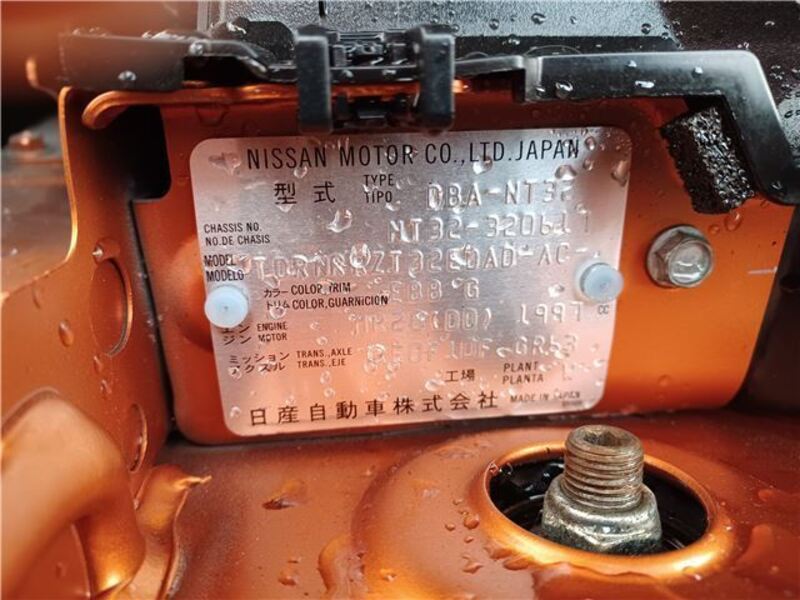 NISSAN MOTOR CO.,LTD.JAPAN
型式 TYPE TIPO DBA-NT32
CHASSIS NO. NO.DE CHASIS NT32-320617
MODEL MODELO
カラー COLOR,TRIM
トリム COLOR,GUARNICION G
エンジン ENGINE MOTOR MR20(DD) 1997 CC
ミッション アクスル TRANS.,AXLE TRANS.,EJE
工場 PLANT PLANTA L
日産自動車株式会社 MADE IN JAPAN